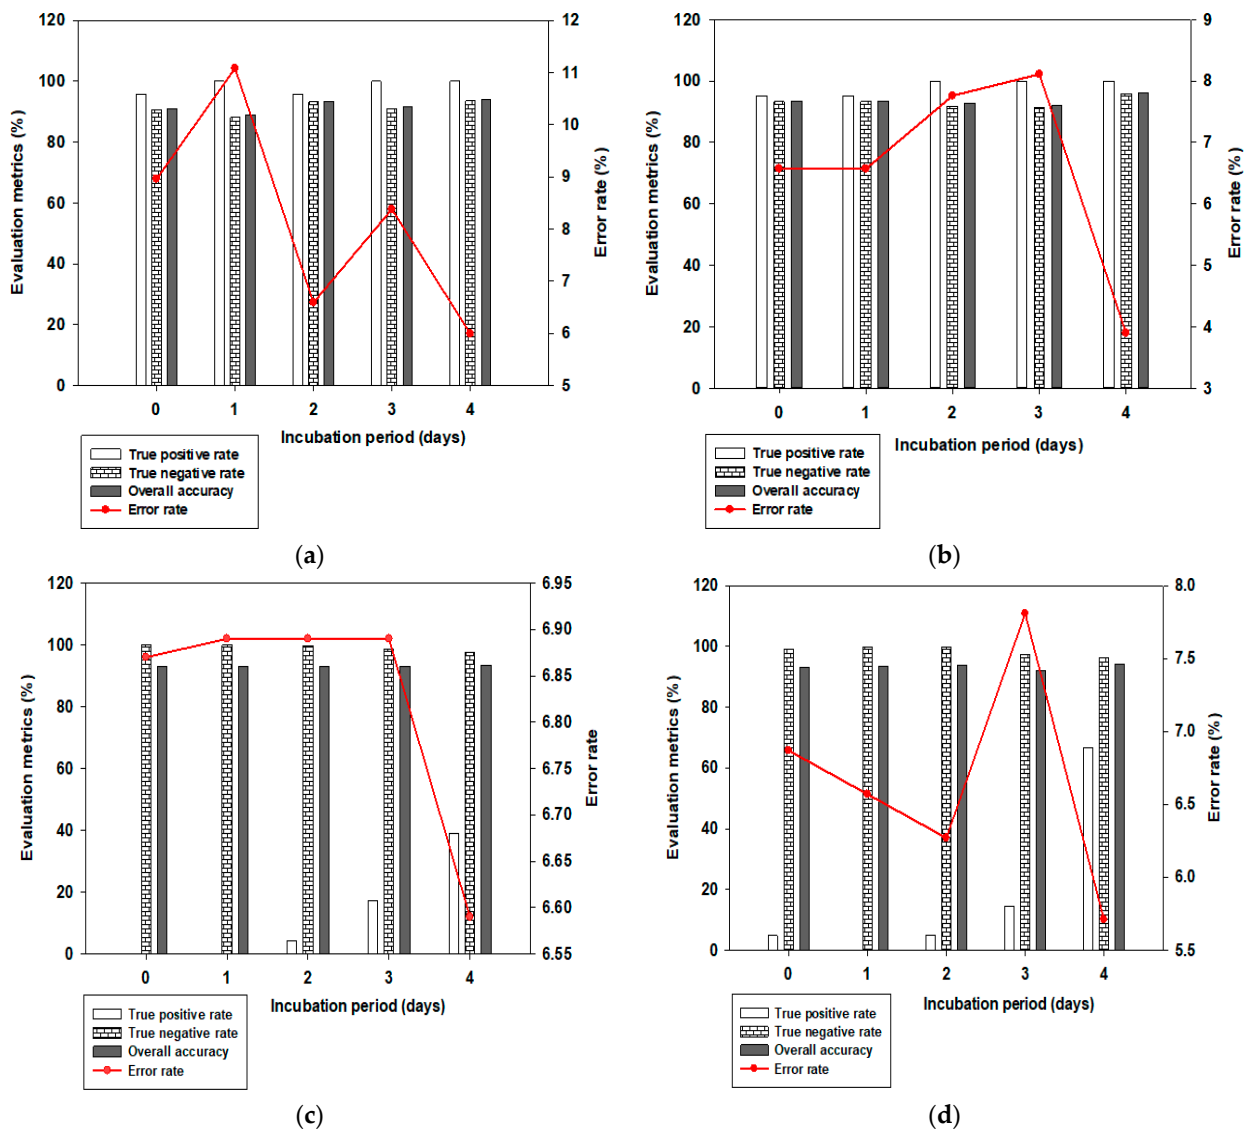 120
100
80
60
40
20
0
Evaluation metrics (%)
12
11
10
9
8
7
6
5
Error rate (%)
0 1 2 3 4
Incubation period (days)
True positive rate
True negative rate
Overall accuracy
Error rate
(a)
120
100
80
60
40
20
0
Evaluation metrics (%)
9
8
7
6
5
4
3
Error rate (%)
0 1 2 3 4
Incubation period (days)
True positive rate
True negative rate
Overall accuracy
Error rate
(b)
120
100
80
60
40
20
0
Evaluation metrics (%)
6.95
6.90
6.85
6.80
6.75
6.70
6.65
6.60
6.55
Error rate
0 1 2 3 4
Incubation period (days)
True positive rate
True negative rate
Overall accuracy
Error rate
(c)
120
100
80
60
40
20
0
Evaluation metrics (%)
8.0
7.5
7.0
6.5
6.0
5.5
Error rate (%)
0 1 2 3 4
Incubation period (days)
True positive rate
True negative rate
Overall accuracy
Error rate
(d)